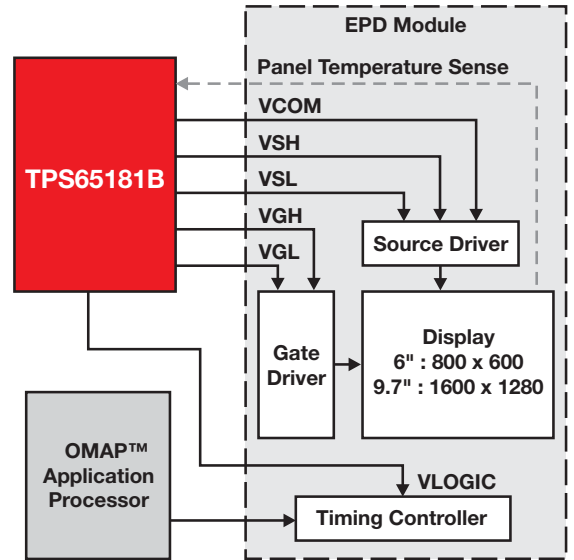 EPD Module
Panel Temperature Sense
VCOM
VSH
TPS65181B
VSL
VGH
VGL
Source Driver
Gate
Driver
Display
6" : 800 x 600
9.7" : 1600 x 1280
OMAP™
Application
Processor
VLOGIC
Timing Controller